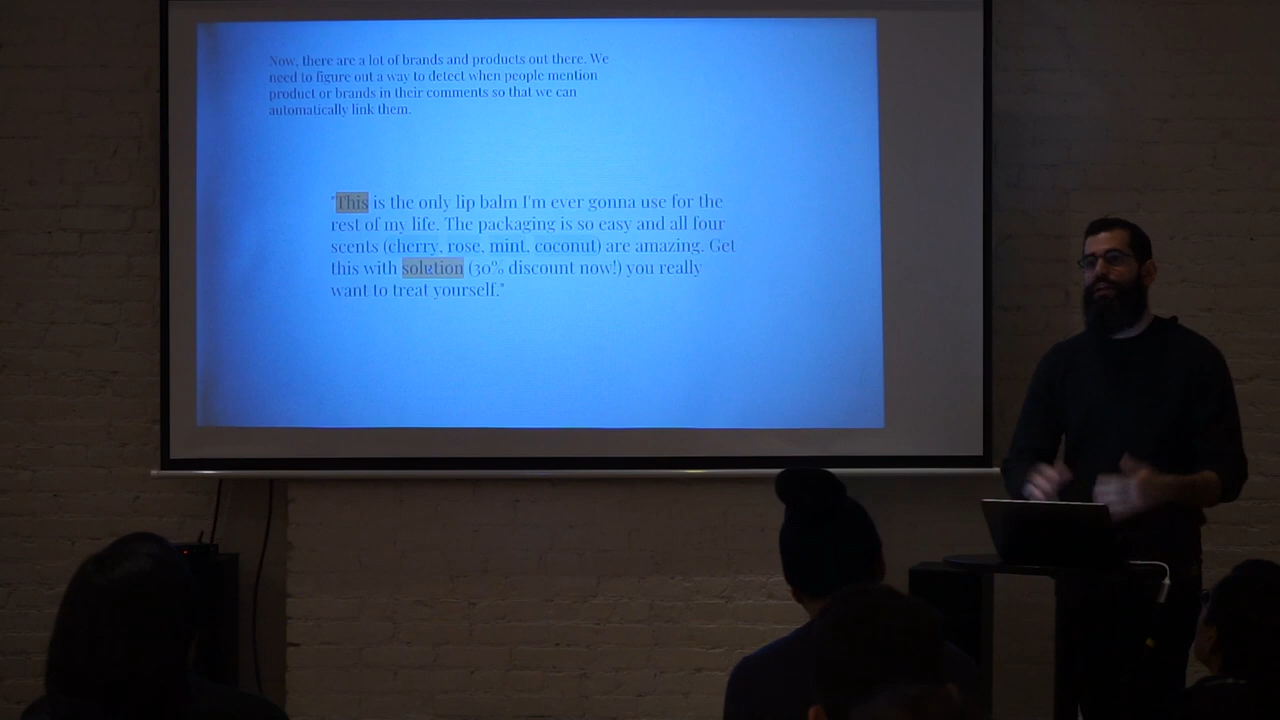 Now, there are a lot of brands and products out there. We
need to figure out a way to detect when people mention
product or brands in their comments so that we can
automatically link them.
"This is the only lip balm I'm ever gonna use for the
rest of my life. The packaging is so easy and all four
scents (cherry, rose, mint, coconut) are amazing. Get
this with solution (30% discount now!) you really
want to treat yourself."